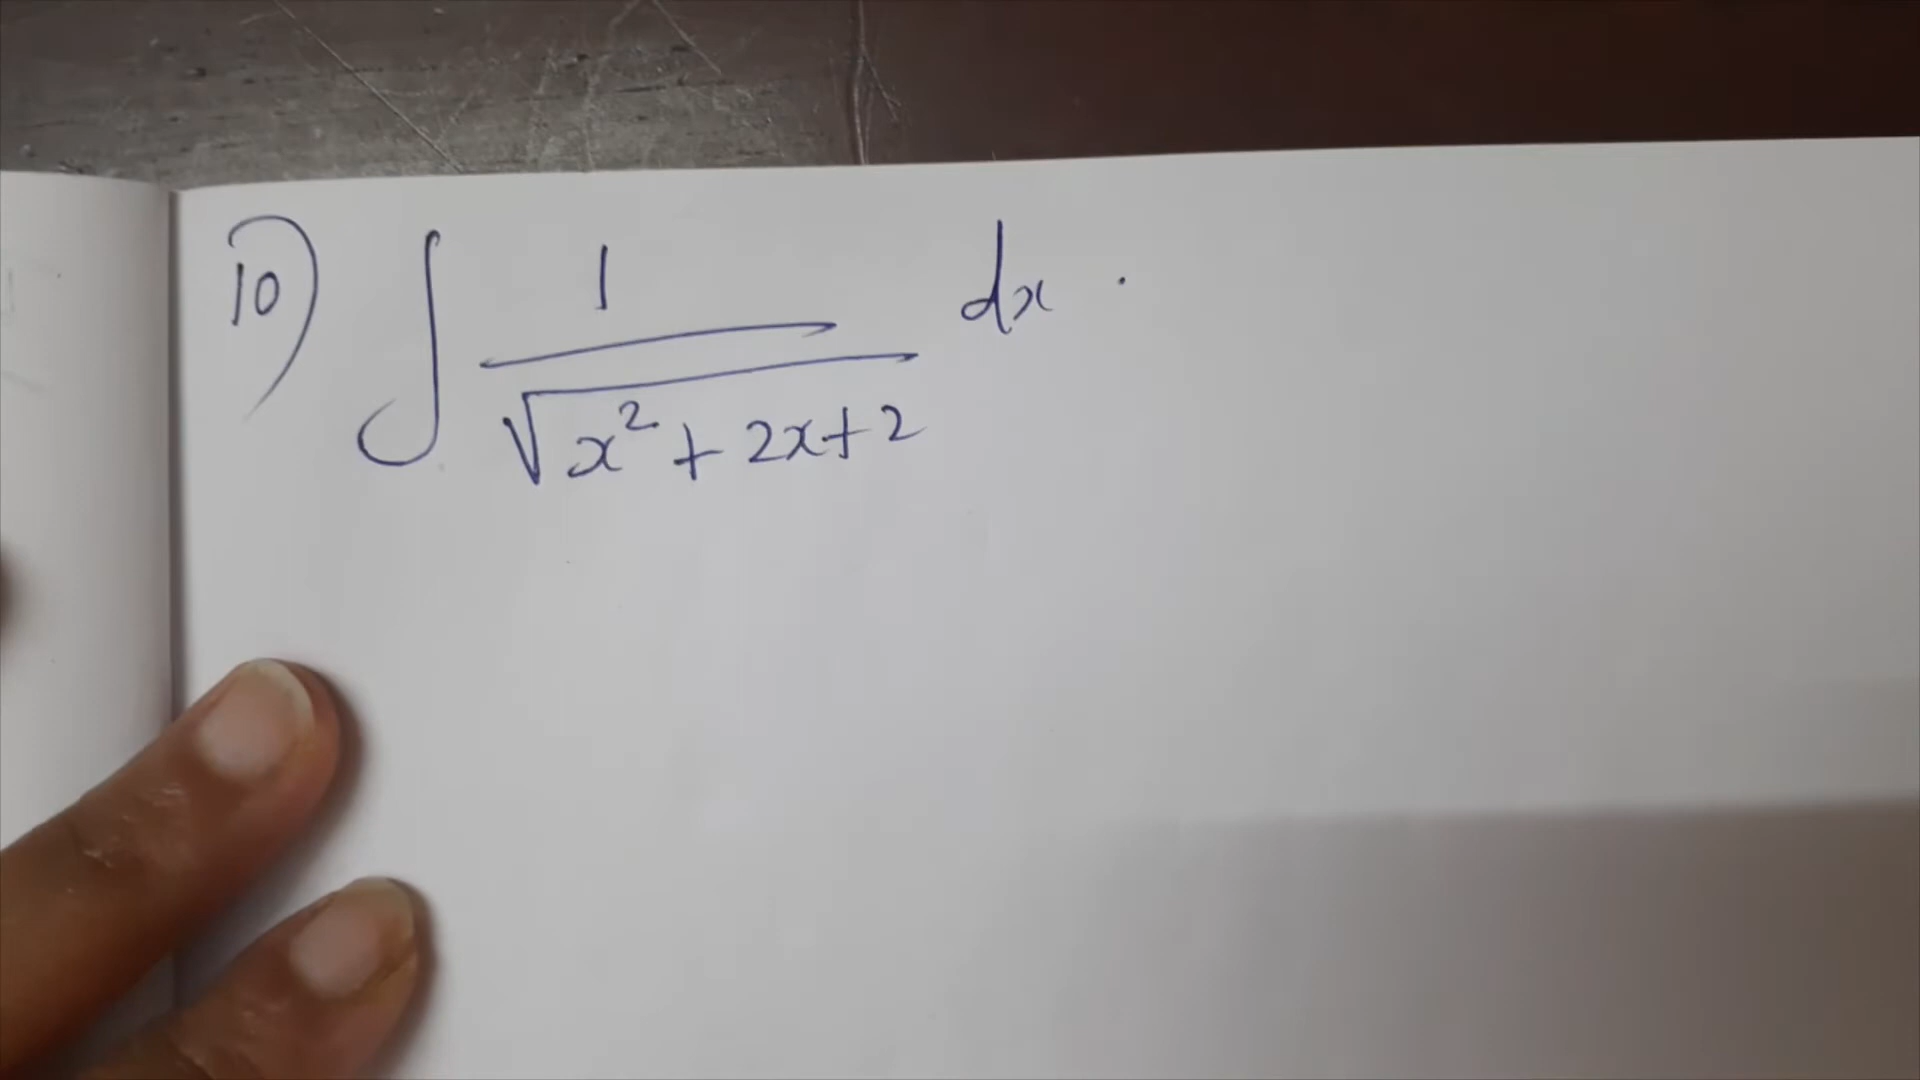 10) ∫ 1/√(x² + 2x + 2) dx .